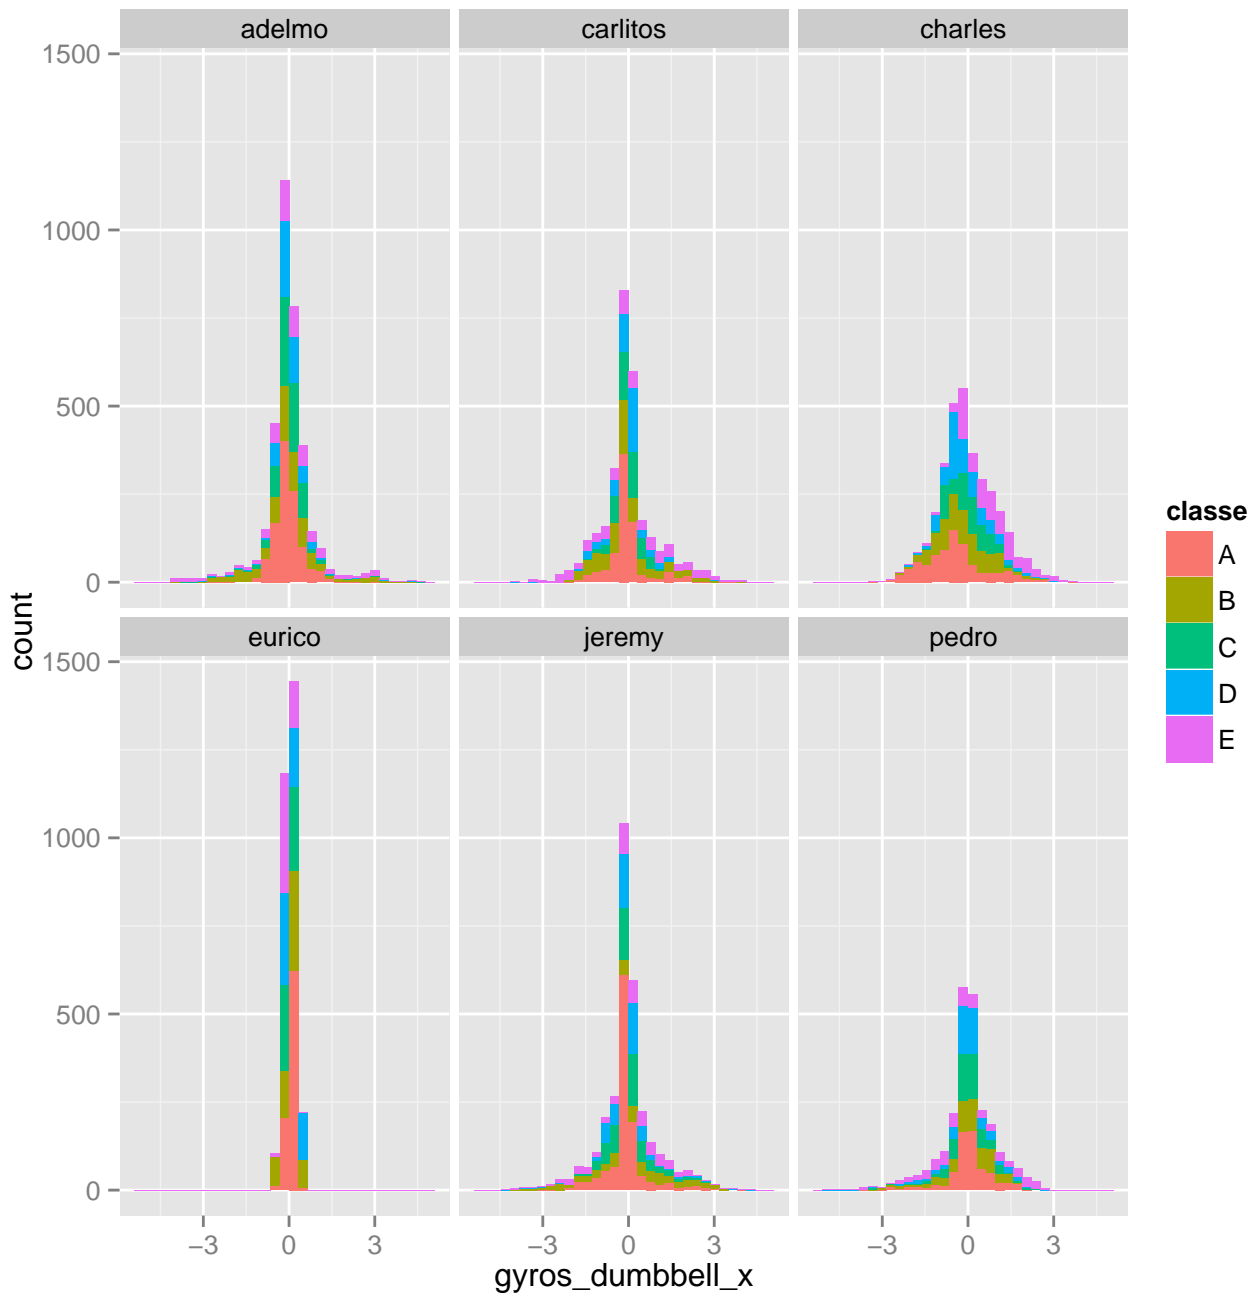 adelmo carlitos charles
1500
1000
500
0
eurico jeremy pedro
1500
1000
500
0
count
−3 0 3 −3 0 3 −3 0 3
gyros_dumbbell_x
classe
A
B
C
D
E